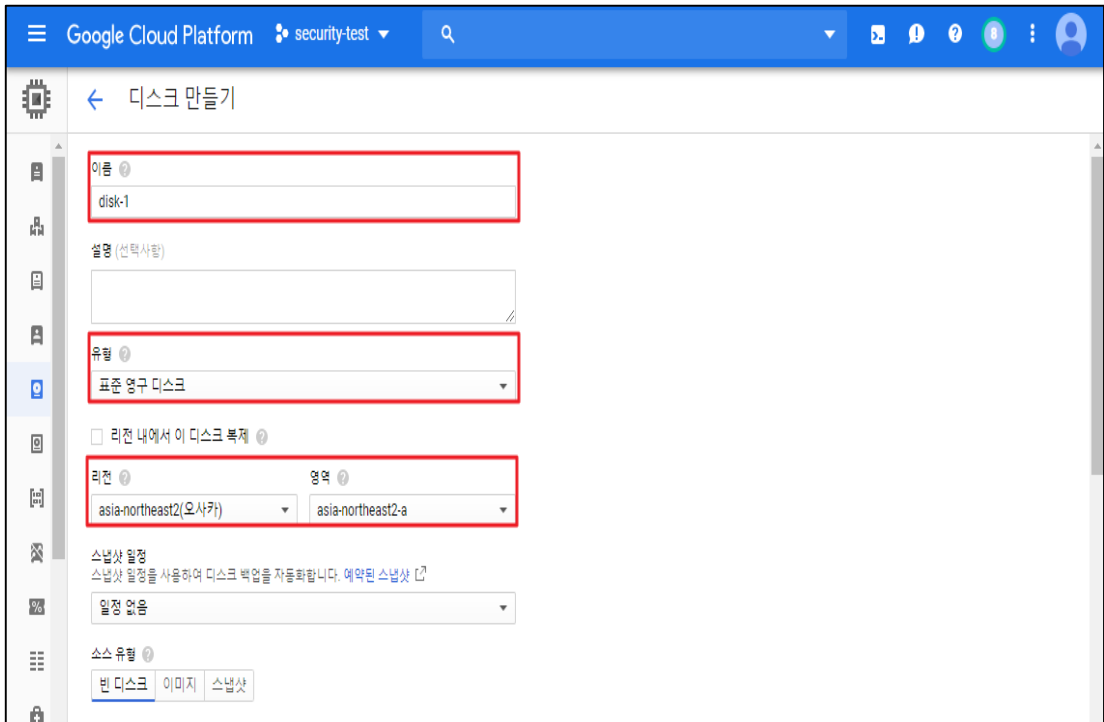 Google Cloud Platform security-test
8
디스크 만들기
이름
disk-1
설명 (선택사항)
유형
표준 영구 디스크
리전 내에서 이 디스크 복제
리전 영역
asia-northeast2(오사카) asia-northeast2-a
스냅샷 일정
스냅샷 일정을 사용하여 디스크 백업을 자동화합니다. 예약된 스냅샷
일정 없음
소스 유형
빈 디스크 이미지 스냅샷